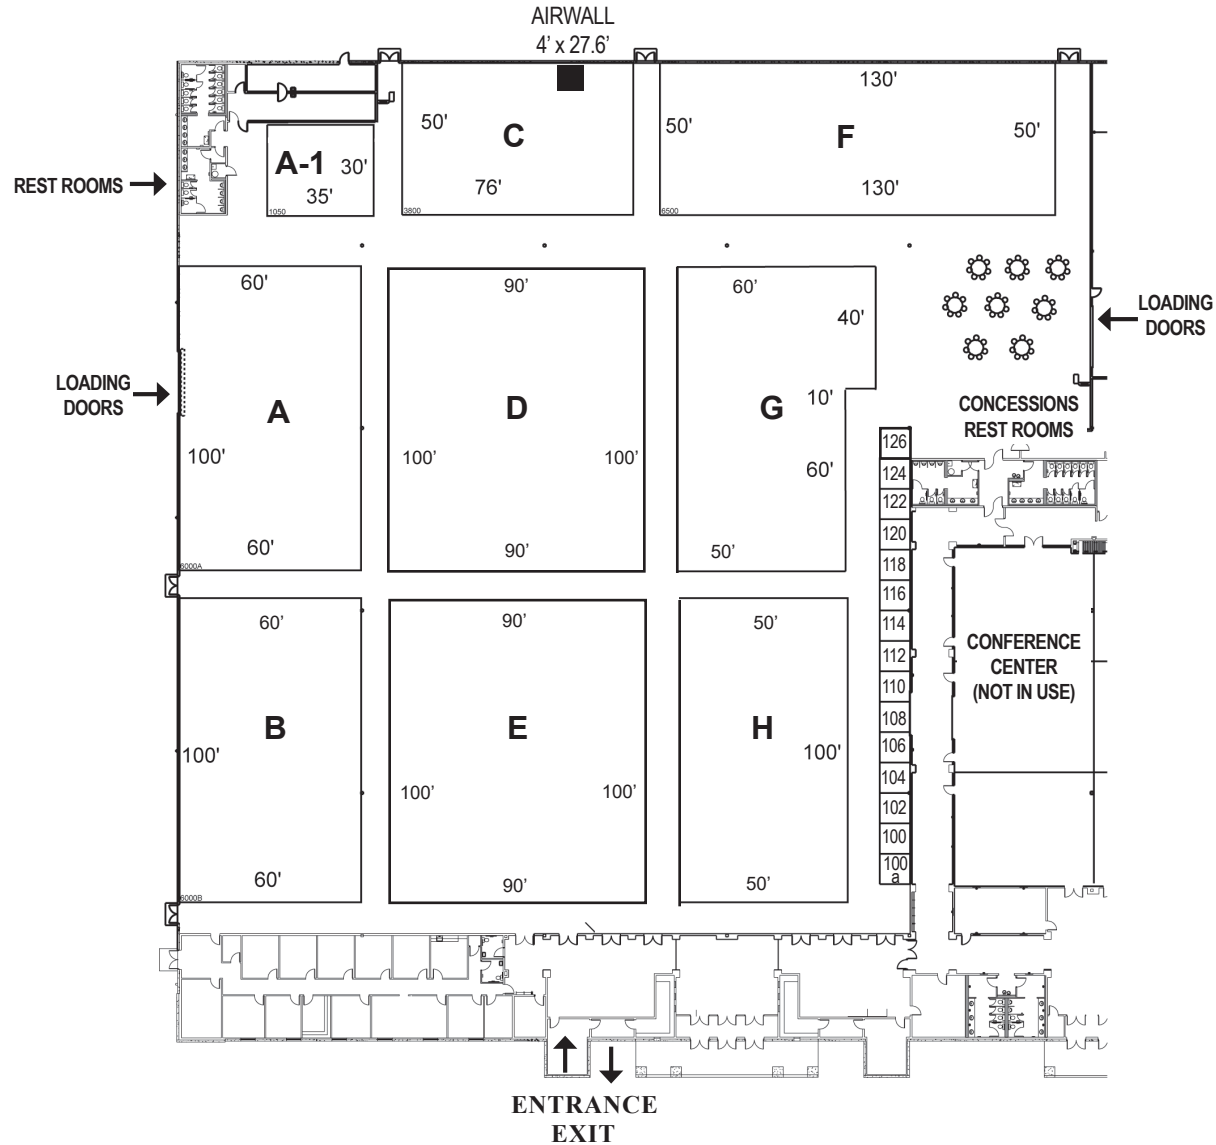 AIRWALL
4' x 27.6'
130'
50'
C
50'
F
50'
A-1
30'
35'
76'
130'
REST ROOMS
1050
3800
6500
60'
90'
60'
40'
LOADING
DOORS
LOADING
DOORS
A
D
G
10'
CONCESSIONS
REST ROOMS
100'
100'
100'
60'
60'
90'
50'
6000A
126
124
122
120
118
116
114
112
110
108
106
104
102
100
100
a
60'
90'
50'
CONFERENCE
CENTER
(NOT IN USE)
B
E
H
100'
100'
100'
100'
60'
90'
50'
6000B
ENTRANCE
EXIT